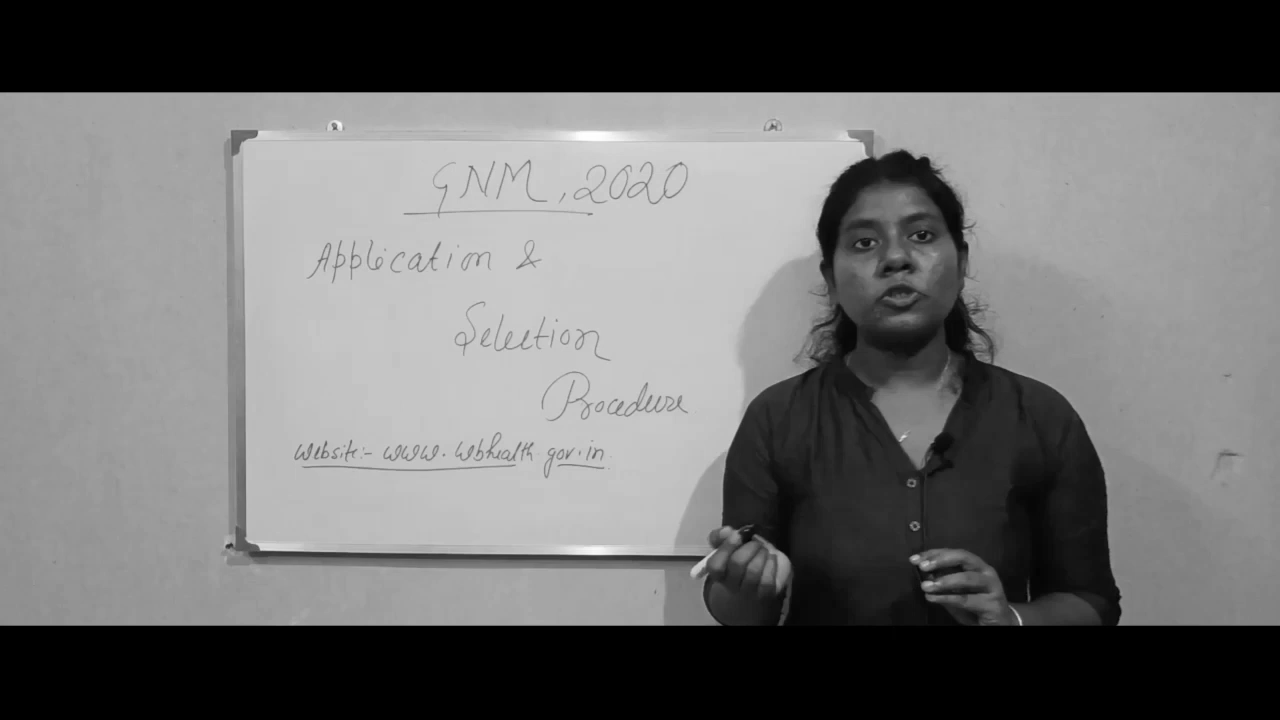 GNM, 2020
Application &
Selection
Procedure
Website:- www.wbhealth.gov.in.